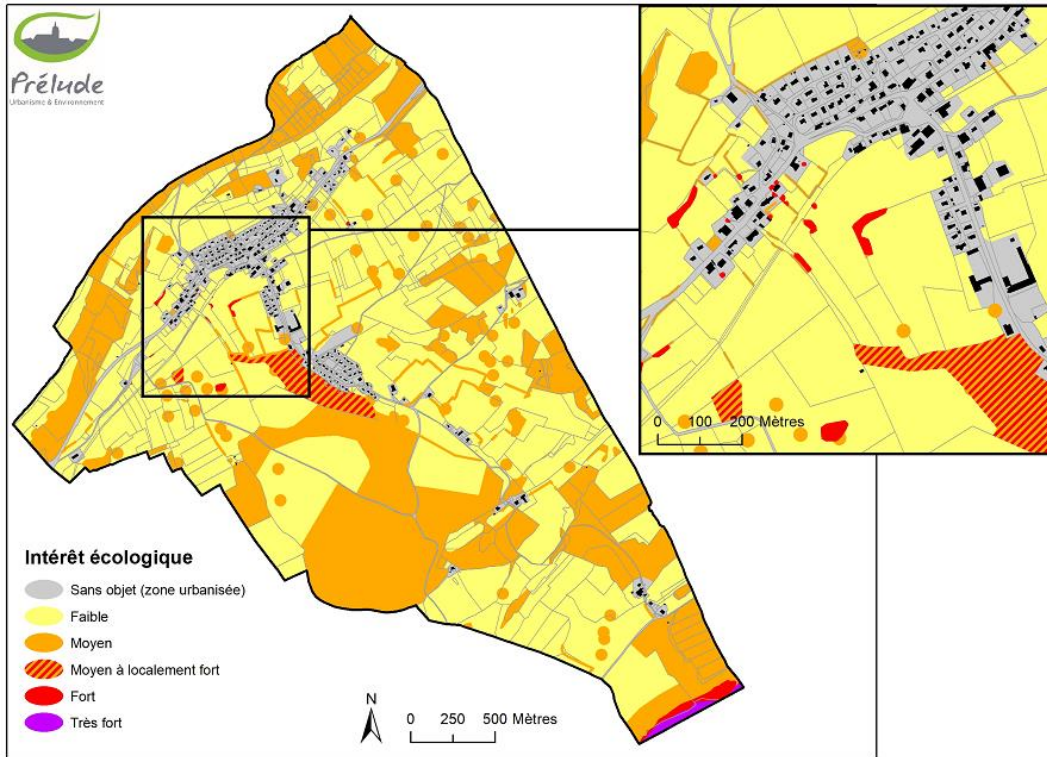 Prélude
Urbanisme & Environnement
0 100 200 Mètres
Intérêt écologique
Sans objet (zone urbanisée)
Faible
Moyen
Moyen à localement fort
Fort
Très fort
N
0 250 500 Mètres